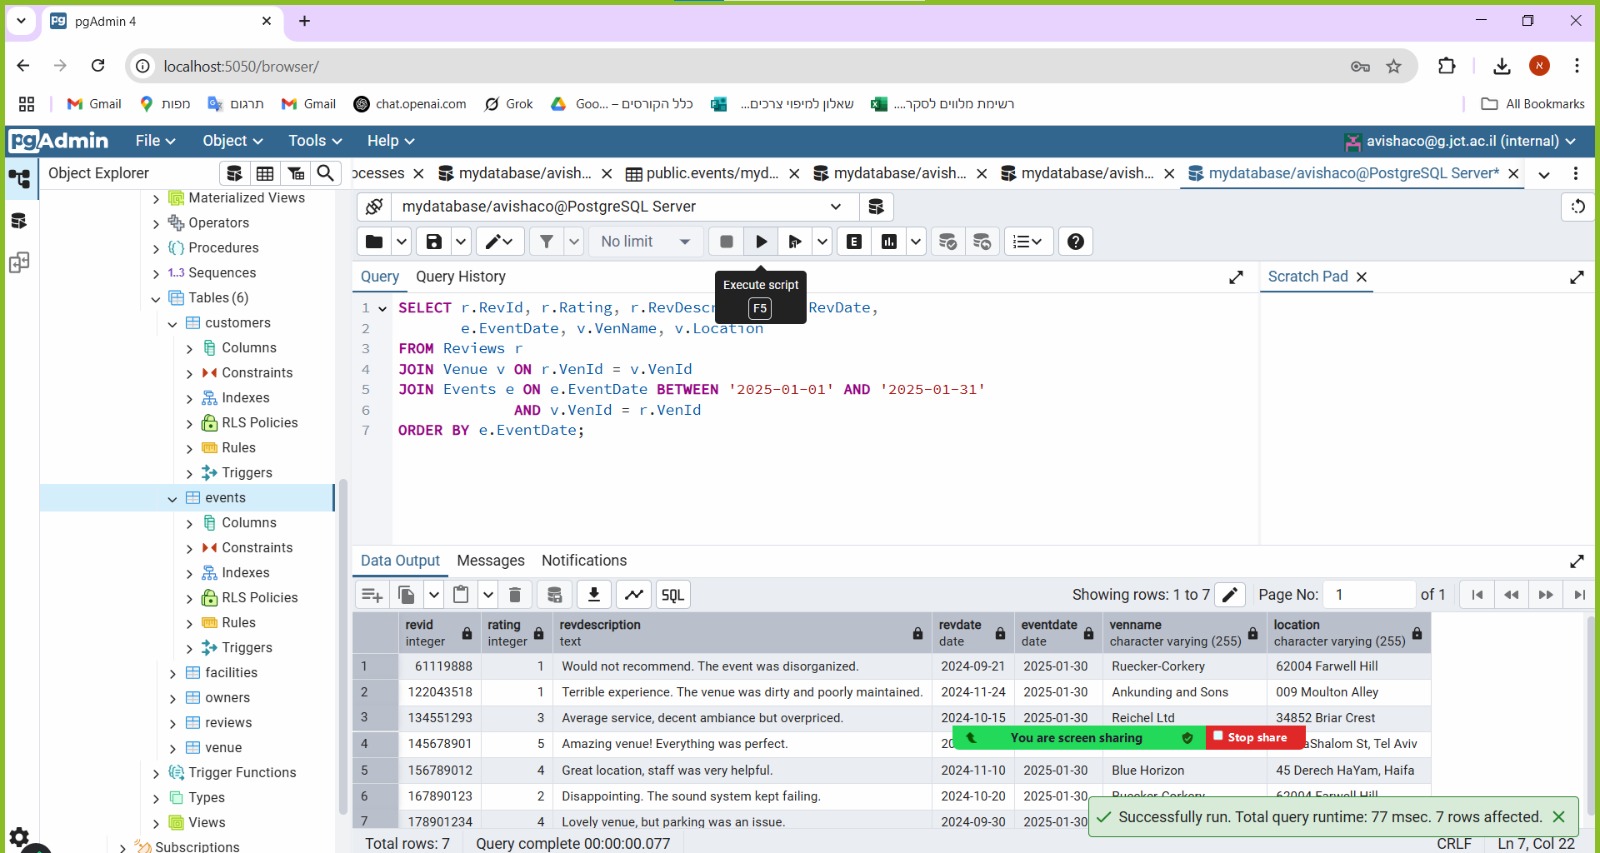 pgAdmin 4
localhost:5050/browser/
Gmail
מפות
תרגום
Gmail
chat.openai.com
Grok
Goo... – כלל הקורסים
שאלון למיפוי צרכים...
רשימת מלווים לסקר....
All Bookmarks
pgAdmin File Object Tools Help avishaco@g.jct.ac.il (internal)
Object Explorer
ocesses
mydatabase/avish...
public.events/myd...
mydatabase/avish...
mydatabase/avish...
mydatabase/avishaco@PostgreSQL Server*
mydatabase/avishaco@PostgreSQL Server
No limit
E
Query Query History
Scratch Pad
Execute script
F5
1 SELECT r.RevId, r.Rating, r.RevDescr RevDate,
2 e.EventDate, v.VenName, v.Location
3 FROM Reviews r
4 JOIN Venue v ON r.VenId = v.VenId
5 JOIN Events e ON e.EventDate BETWEEN '2025-01-01' AND '2025-01-31'
6 AND v.VenId = r.VenId
7 ORDER BY e.EventDate;
Materialized Views
Operators
Procedures
1..3 Sequences
Tables (6)
customers
Columns
Constraints
Indexes
RLS Policies
Rules
Triggers
events
Columns
Constraints
Indexes
RLS Policies
Rules
Triggers
facilities
owners
reviews
venue
Trigger Functions
Types
Views
Subscriptions
Data Output Messages Notifications
SQL
Showing rows: 1 to 7
Page No: 1 of 1
revid rating revdescription revdate eventdate venname location
integer integer text date date character varying (255) character varying (255)
1 61119888 1 Would not recommend. The event was disorganized. 2024-09-21 2025-01-30 Ruecker-Corkery 62004 Farwell Hill
2 122043518 1 Terrible experience. The venue was dirty and poorly maintained. 2024-11-24 2025-01-30 Ankunding and Sons 009 Moulton Alley
3 134551293 3 Average service, decent ambiance but overpriced. 2024-10-15 2025-01-30 Reichel Ltd 34852 Briar Crest
You are screen sharing Stop share
4 145678901 5 Amazing venue! Everything was perfect. 20 aShalom St, Tel Aviv
5 156789012 4 Great location, staff was very helpful. 2024-11-10 2025-01-30 Blue Horizon 45 Derech HaYam, Haifa
6 167890123 2 Disappointing. The sound system kept failing. 2024-10-20 2025-01-30 Ruecker-Corkery 62004 Farwell Hill
7 178901234 4 Lovely venue, but parking was an issue. 2024-09-30 2025-01-30
Successfully run. Total query runtime: 77 msec. 7 rows affected.
Total rows: 7 Query complete 00:00:00.077 CRLF Ln 7, Col 22